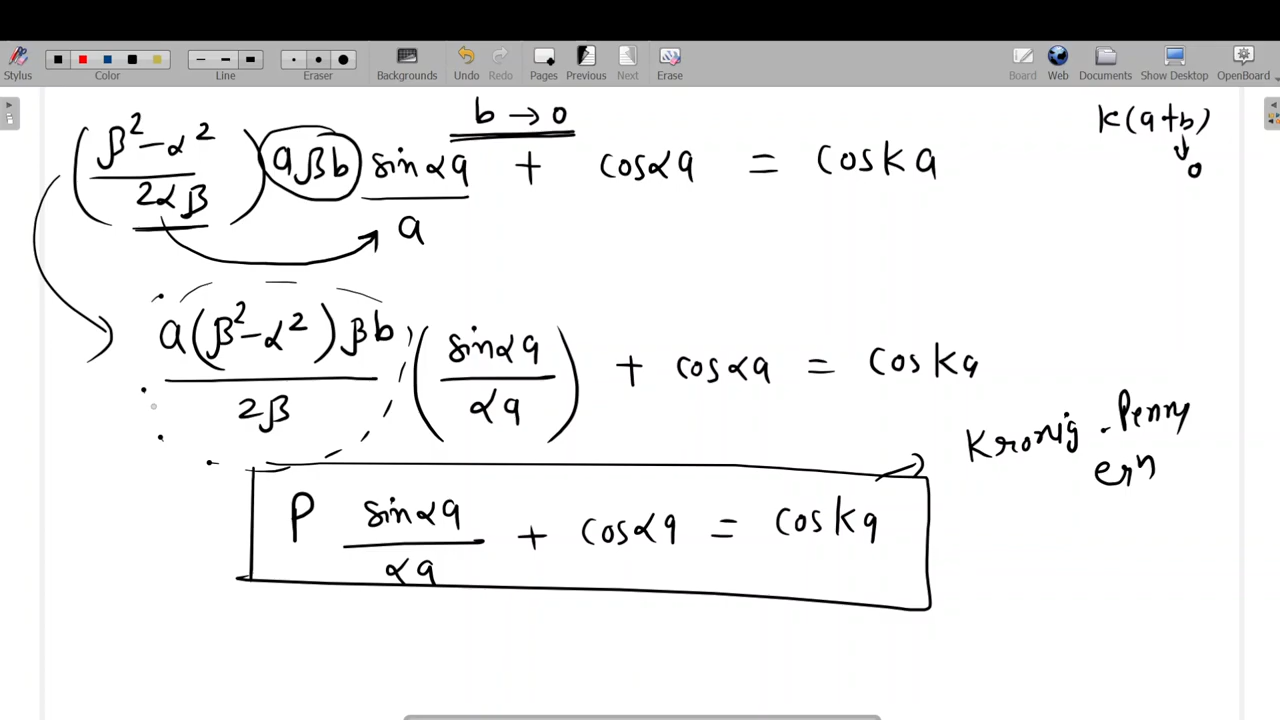 Stylus Color Line Eraser Backgrounds Undo Redo Pages Previous Next Erase Board Web Documents Show Desktop OpenBoard
b → 0
k(a+b)
↓
0
(β² - α² / 2αβ) aβb sin αa / a + cos αa = cos ka
a(β² - α²) βb / 2β (sin αa / αa) + cos αa = cos ka
Kronig - Penny
eqn
P sin αa / αa + cos αa = cos ka